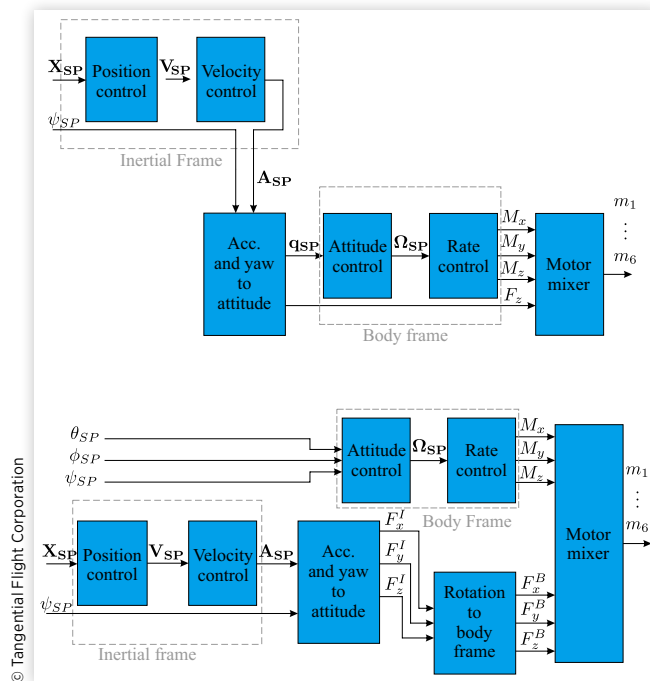 X_SP
Position
control
V_SP
Velocity
control
ψ_SP
Inertial Frame
A_SP
Acc.
and yaw
to
attitude
q_SP
Attitude
control
Ω_SP
Rate
control
M_x
M_y
M_z
F_z
Body frame
Motor
mixer
m_1
⋮
m_6
θ_SP
ϕ_SP
ψ_SP
Attitude
control
Ω_SP
Rate
control
M_x
M_y
M_z
Body Frame
X_SP
Position
control
V_SP
Velocity
control
A_SP
ψ_SP
Inertial frame
Acc.
and yaw
to
attitude
F_x^I
F_y^I
F_z^I
Rotation
to
body
frame
F_x^B
F_y^B
F_z^B
Motor
mixer
m_1
⋮
m_6
© Tangential Flight Corporation